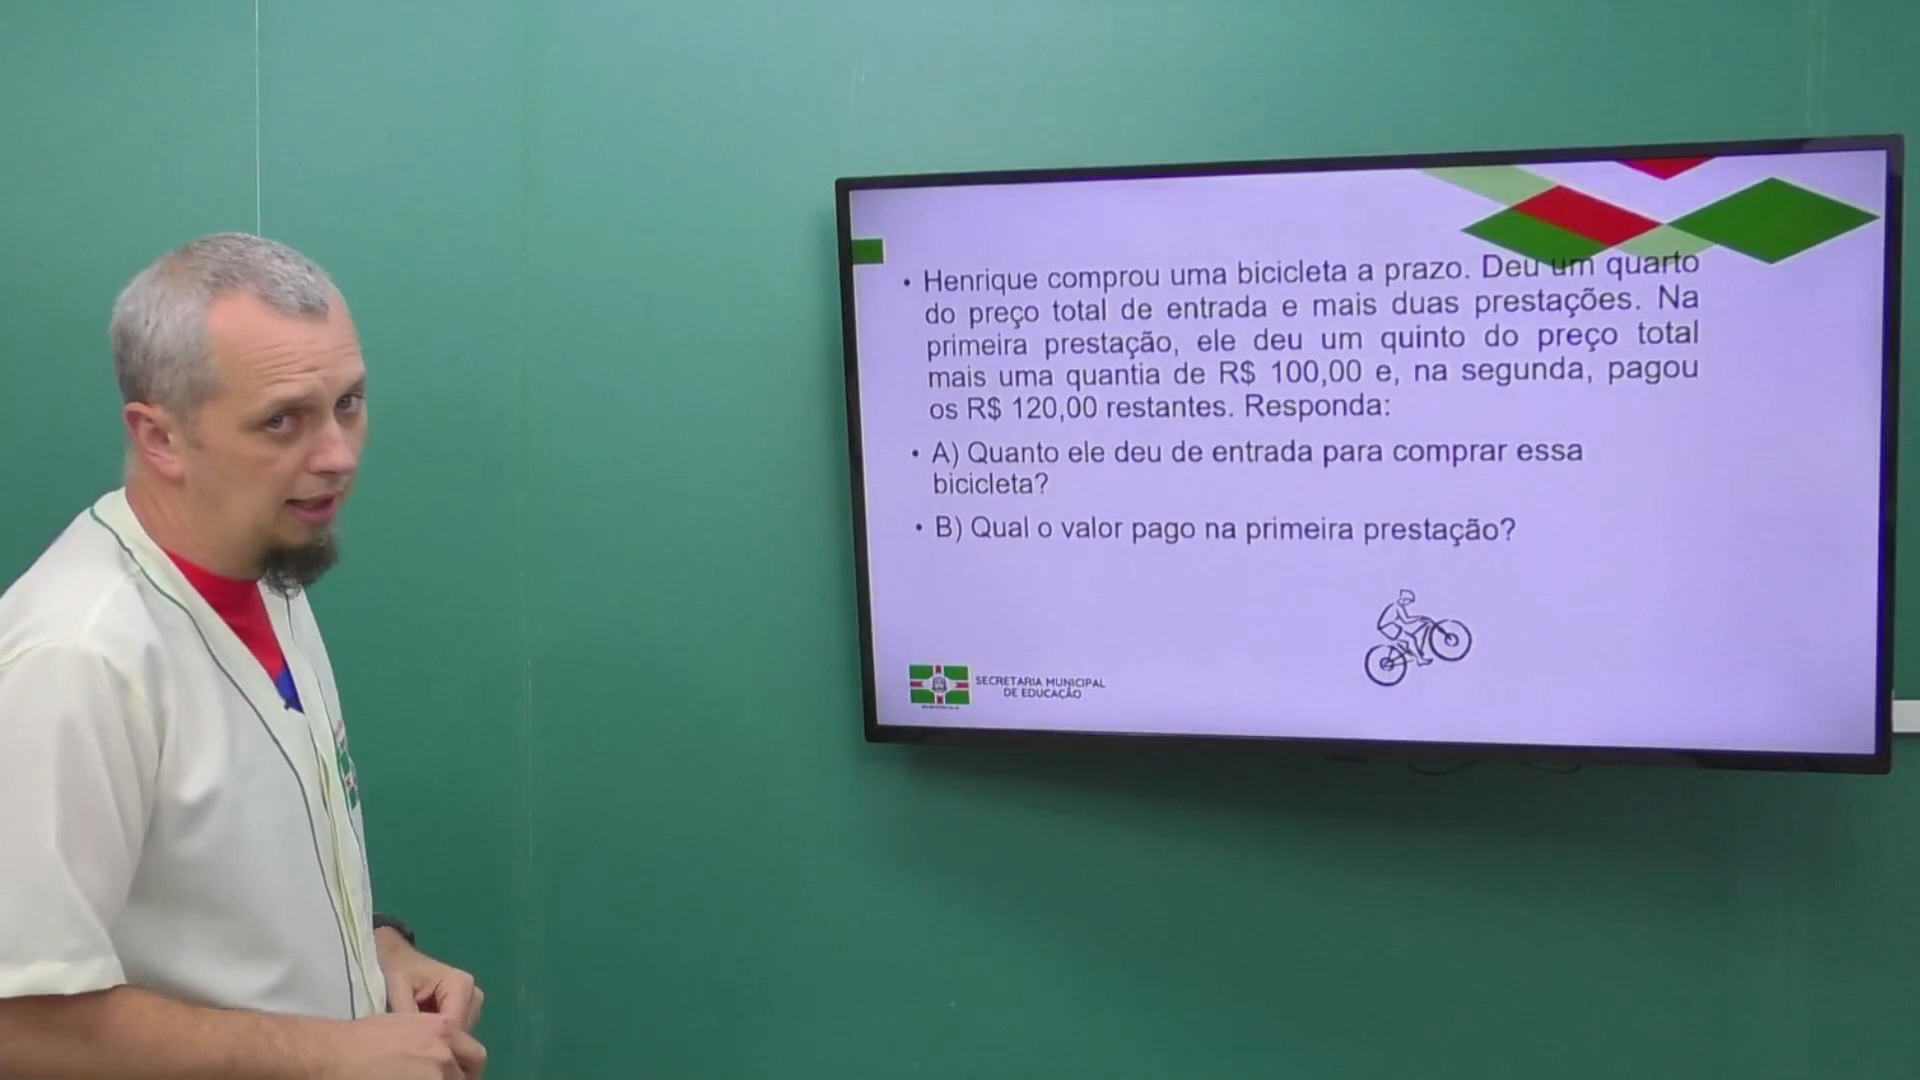 • Henrique comprou uma bicicleta a prazo. Deu um quarto
do preço total de entrada e mais duas prestações. Na
primeira prestação, ele deu um quinto do preço total
mais uma quantia de R$ 100,00 e, na segunda, pagou
os R$ 120,00 restantes. Responda:
• A) Quanto ele deu de entrada para comprar essa
bicicleta?
• B) Qual o valor pago na primeira prestação?
SECRETARIA MUNICIPAL
DE EDUCAÇÃO